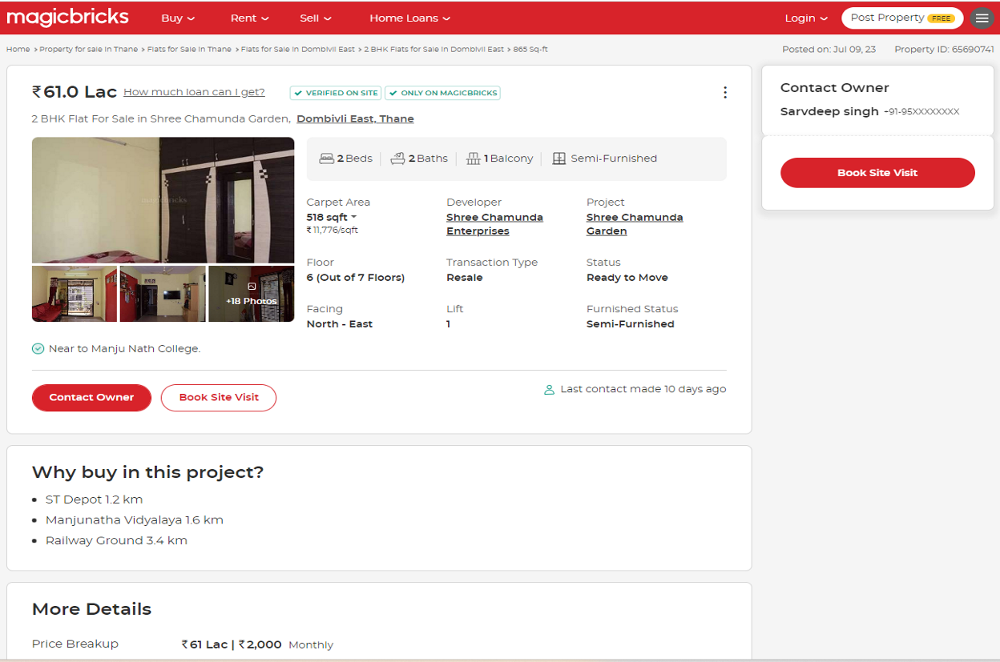 magicbricks Buy Rent Sell Home Loans Login Post Property FREE
Home > Property for sale in Thane > Flats for Sale in Thane > Flats for Sale in Dombivli East > 2 BHK Flats for Sale in Dombivli East > 865 Sq-ft Posted on: Jul 09, 23 Property ID: 65690741
₹61.0 Lac How much loan can I get? VERIFIED ON SITE ONLY ON MAGICBRICKS
2 BHK Flat For Sale in Shree Chamunda Garden, Dombivli East, Thane
Contact Owner
Sarvdeep singh +91-95XXXXXXXX
Book Site Visit
magicbricks
+18 Photos
2 Beds 2 Baths 1 Balcony Semi-Furnished
Carpet Area
518 sqft
₹11,776/sqft
Developer
Shree Chamunda
Enterprises
Project
Shree Chamunda
Garden
Floor
6 (Out of 7 Floors)
Transaction Type
Resale
Status
Ready to Move
Facing
North - East
Lift
1
Furnished Status
Semi-Furnished
Near to Manju Nath College.
Contact Owner Book Site Visit Last contact made 10 days ago
Why buy in this project?
• ST Depot 1.2 km
• Manjunatha Vidyalaya 1.6 km
• Railway Ground 3.4 km
More Details
Price Breakup ₹61 Lac | ₹2,000 Monthly